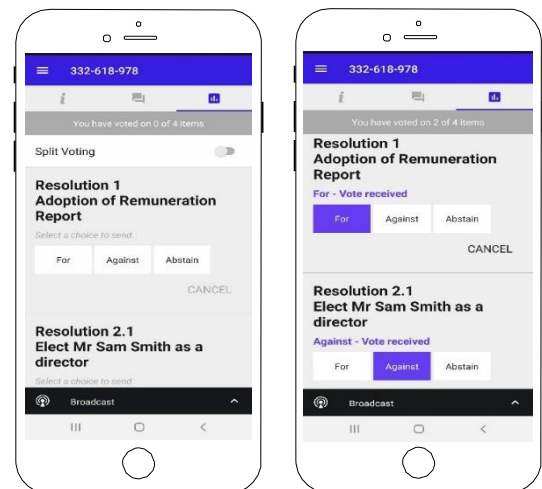 332-618-978
You have voted on 0 of 4 items
Split Voting
Resolution 1
Adoption of Remuneration
Report
Select a choice to send.
For Against Abstain
CANCEL
Resolution 2.1
Elect Mr Sam Smith as a
director
Select a choice to send.
Broadcast
332-618-978
You have voted on 2 of 4 items
Resolution 1
Adoption of Remuneration
Report
For - Vote received
For Against Abstain
CANCEL
Resolution 2.1
Elect Mr Sam Smith as a
director
Against - Vote received
For Against Abstain
Broadcast